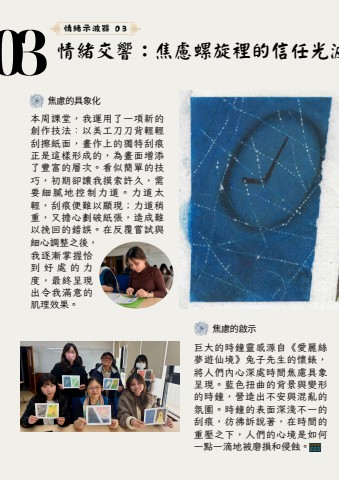 情緒示波器 03
03
情緒交響：焦慮螺旋裡的信任光波
焦慮的具象化
本周課堂，我運用了一項新的
創作技法：以美工刀刀背輕輕
刮擦紙面，畫作上的獨特刮痕
正是這樣形成的，為畫面增添
了豐富的層次。看似簡單的技
巧，初期卻讓我摸索許久，需
要細膩地控制力道。力道太
輕，刮痕便難以顯現；力道稍
重，又擔心劃破紙張，造成難
以挽回的錯誤。在反覆嘗試與
細心調整之後，
我逐漸掌握恰
到好處的力
度，最終呈現
出令我滿意的
肌理效果。
焦慮的啟示
巨大的時鐘靈感源自《愛麗絲
夢遊仙境》兔子先生的懷錶，
將人們內心深處時間焦慮具象
呈現。藍色扭曲的背景與變形
的時鐘，營造出不安與混亂的
氛圍。時鐘的表面深淺不一的
刮痕，彷彿訴說著，在時間的
重壓之下，人們的心境是如何
一點一滴地被磨損和侵蝕。